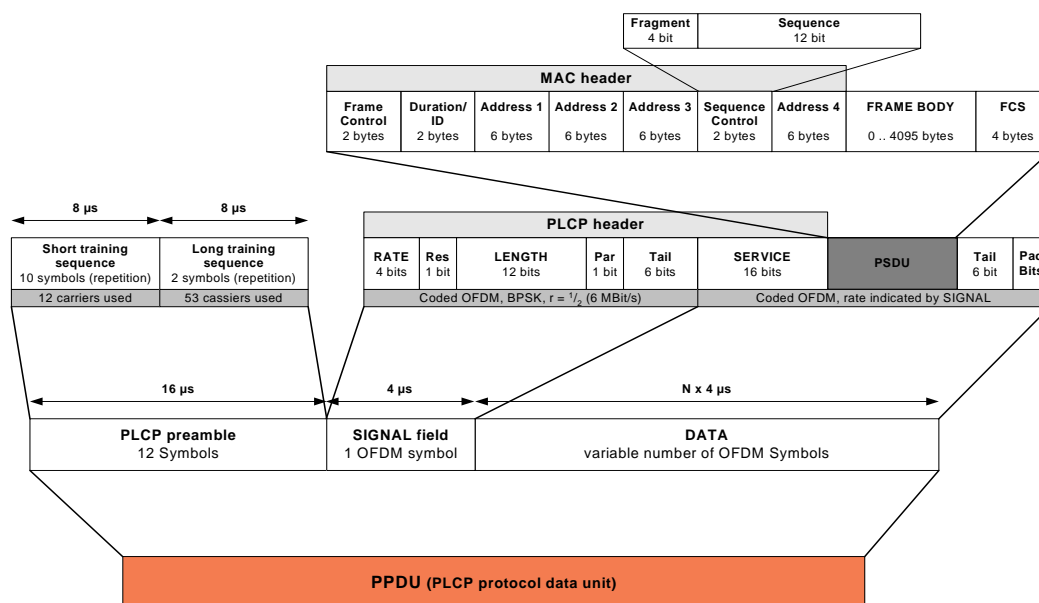 Fragment Sequence
4 bit 12 bit
MAC header
Frame Control Duration/ ID Address 1 Address 2 Address 3 Sequence Control Address 4 FRAME BODY FCS
2 bytes 2 bytes 6 bytes 6 bytes 6 bytes 2 bytes 6 bytes 0 .. 4095 bytes 4 bytes
8 µs 8 µs
PLCP header
Short training sequence
10 symbols (repetition)
12 carriers used
Long training sequence
2 symbols (repetition)
53 cassiers used
RATE Res LENGTH Par Tail SERVICE PSDU Tail Pad
4 bits 1 bit 12 bits 1 bit 6 bits 16 bits 6 bit Bits
Coded OFDM, BPSK, r = 1/2 (6 MBit/s) Coded OFDM, rate indicated by SIGNAL
16 µs 4 µs N x 4 µs
PLCP preamble SIGNAL field DATA
12 Symbols 1 OFDM symbol variable number of OFDM Symbols
PPDU (PLCP protocol data unit)